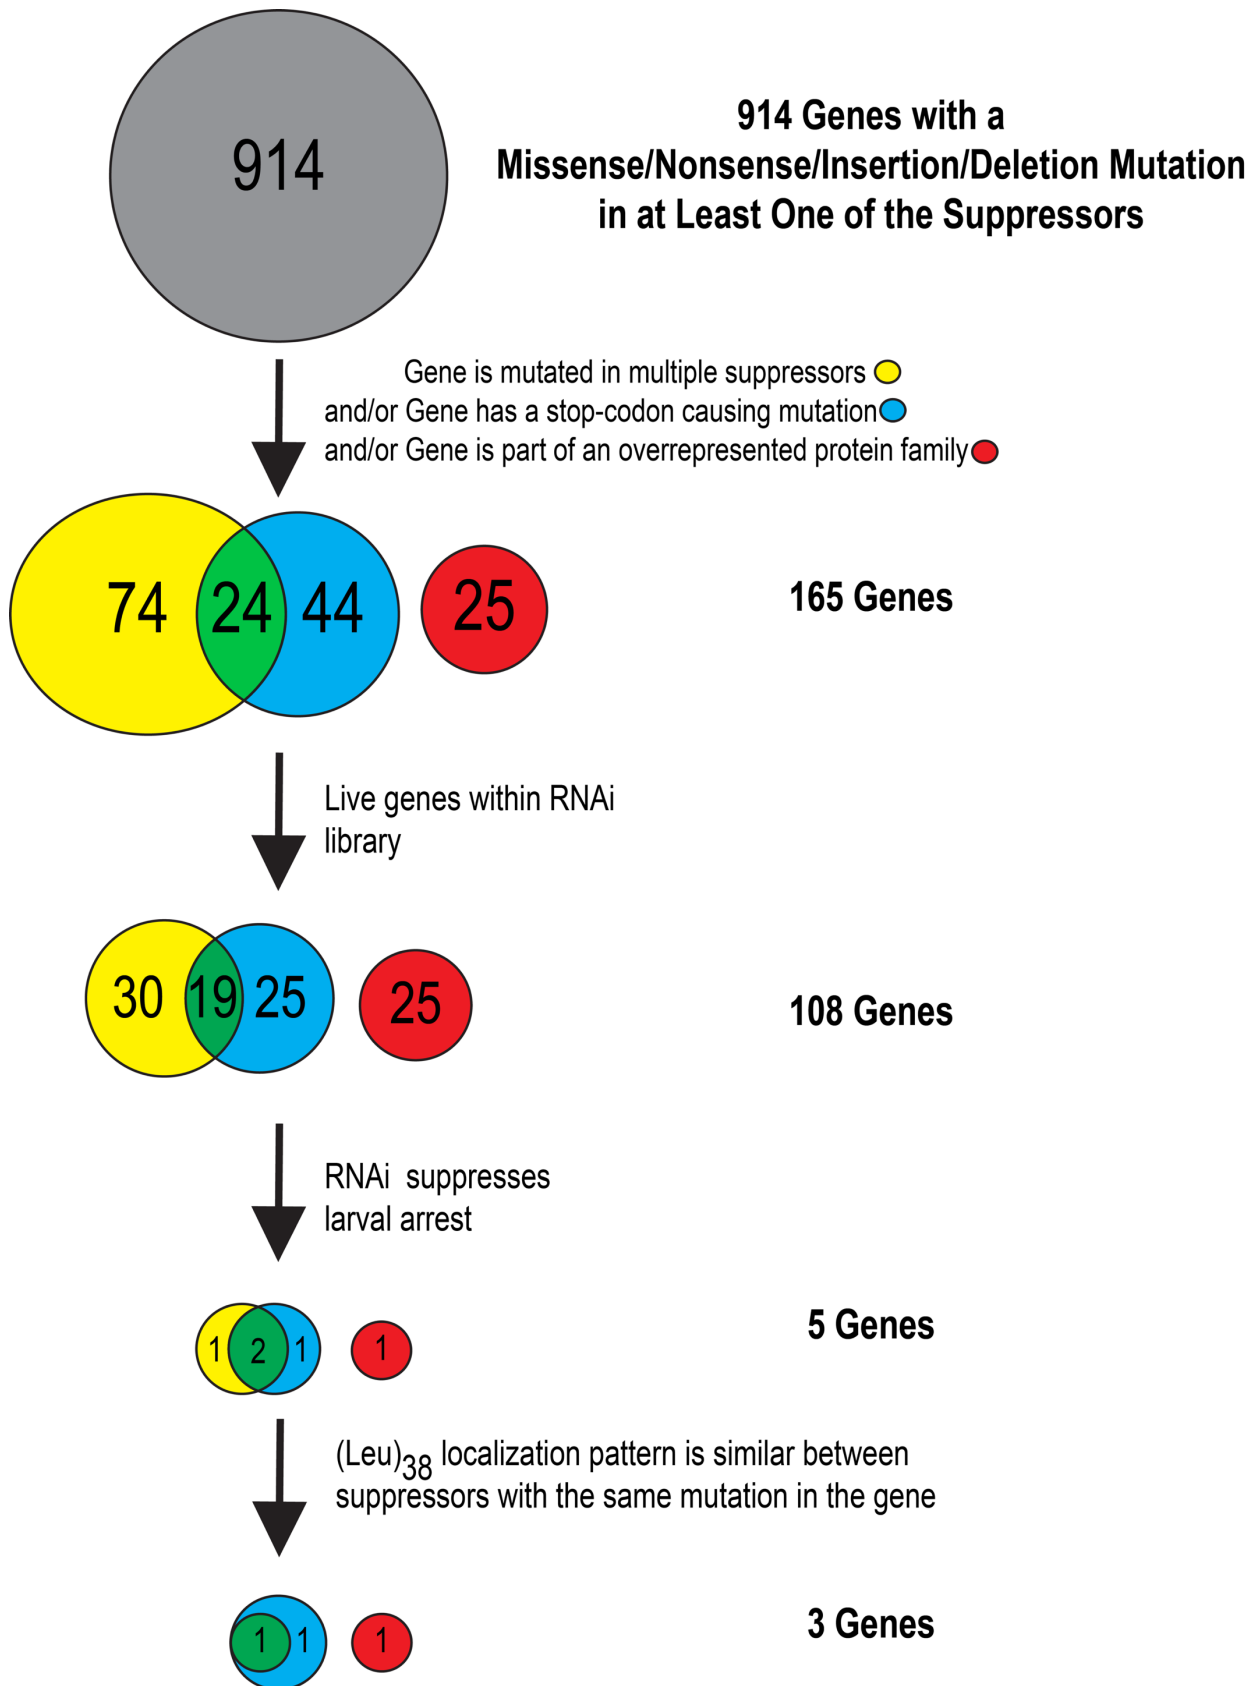 914
914 Genes with a
Missense/Nonsense/Insertion/Deletion Mutation
in at Least One of the Suppressors
Gene is mutated in multiple suppressors
and/or Gene has a stop-codon causing mutation
and/or Gene is part of an overrepresented protein family
74 24 44 25
165 Genes
Live genes within RNAi
library
30 19 25 25
108 Genes
RNAi suppresses
larval arrest
1 2 1 1
5 Genes
(Leu)38 localization pattern is similar between
suppressors with the same mutation in the gene
1 1 1
3 Genes